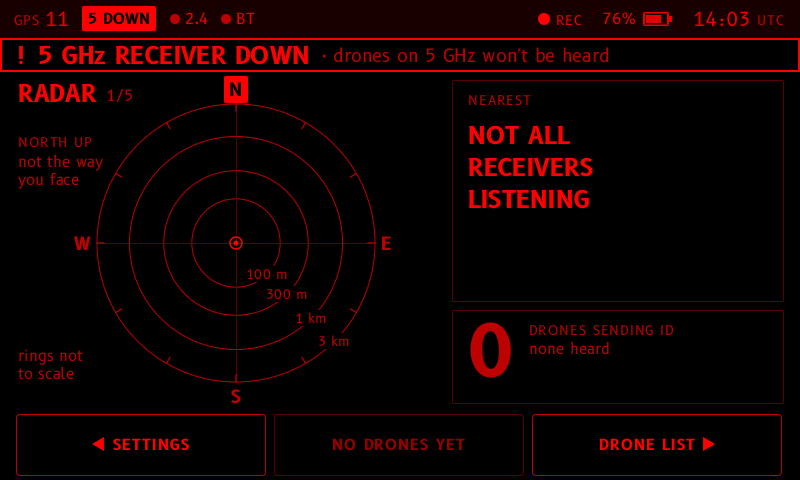 GPS 11 5 DOWN 2.4 BT REC 76% 14:03 UTC
! 5 GHz RECEIVER DOWN · drones on 5 GHz won't be heard
RADAR 1/5
N
NORTH UP
not the way
you face
W
E
100 m
300 m
1 km
3 km
rings not
to scale
S
NEAREST
NOT ALL
RECEIVERS
LISTENING
0
DRONES SENDING ID
none heard
SETTINGS
NO DRONES YET
DRONE LIST